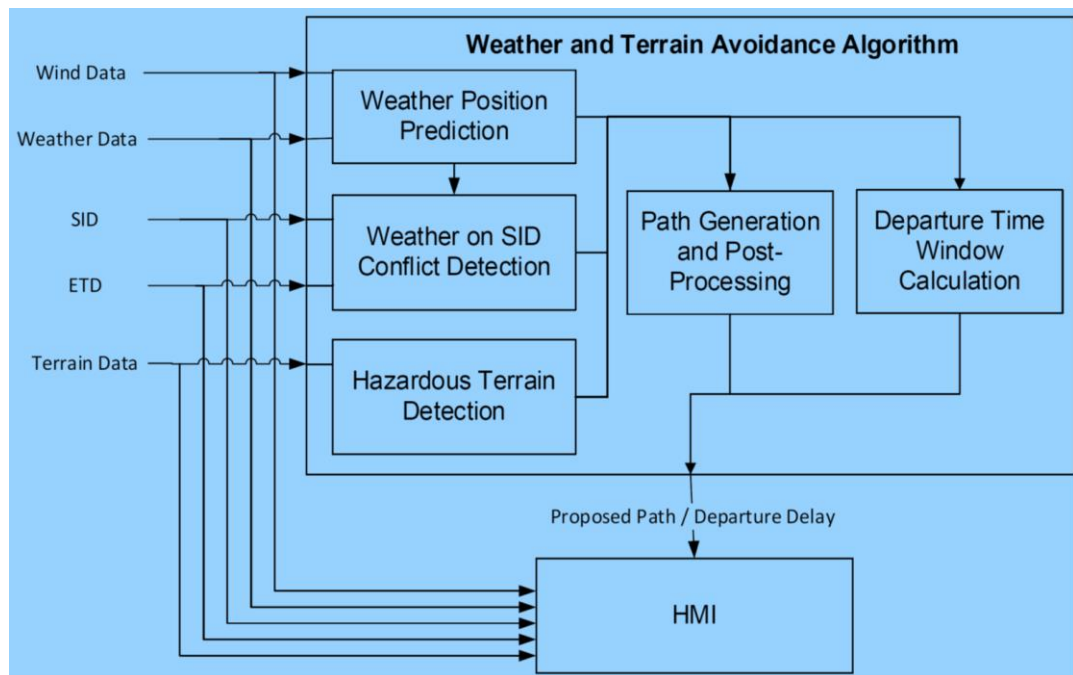 Weather and Terrain Avoidance Algorithm
Wind Data
Weather Data
SID
ETD
Terrain Data
Weather Position
Prediction
Weather on SID
Conflict Detection
Hazardous Terrain
Detection
Path Generation
and Post-
Processing
Departure Time
Window
Calculation
Proposed Path / Departure Delay
HMI